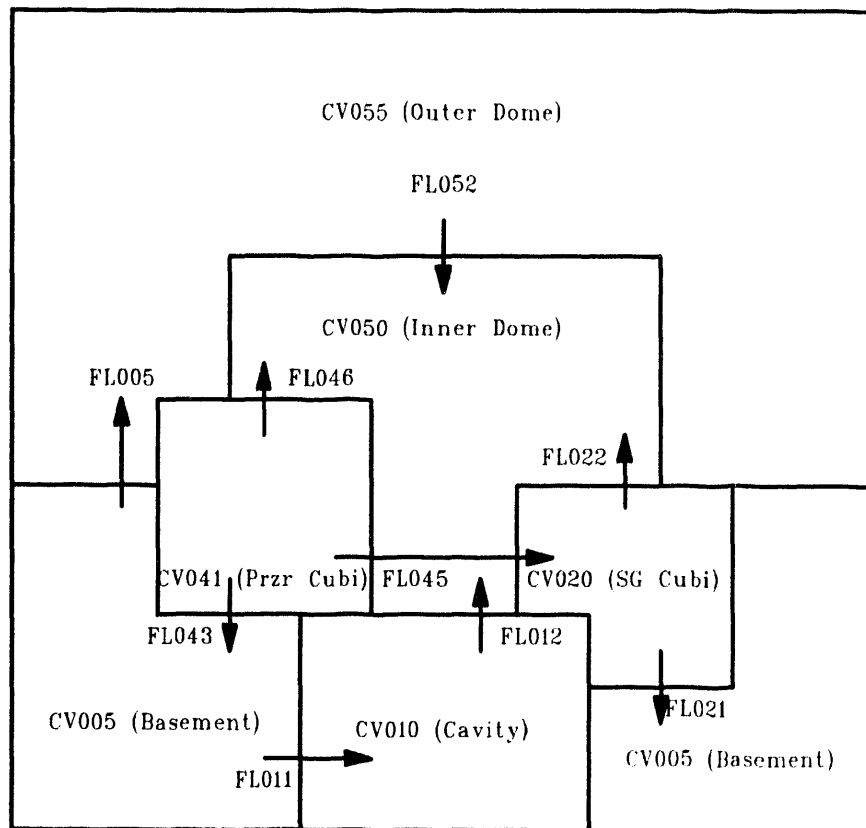 CV055 (Outer Dome)
FL052
CV050 (Inner Dome)
FL005
FL046
FL022
CV041 (Przr Cubi)
FL045
CV020 (SG Cubi)
FL043
FL012
FL021
CV005 (Basement)
CV010 (Cavity)
CV005 (Basement)
FL011